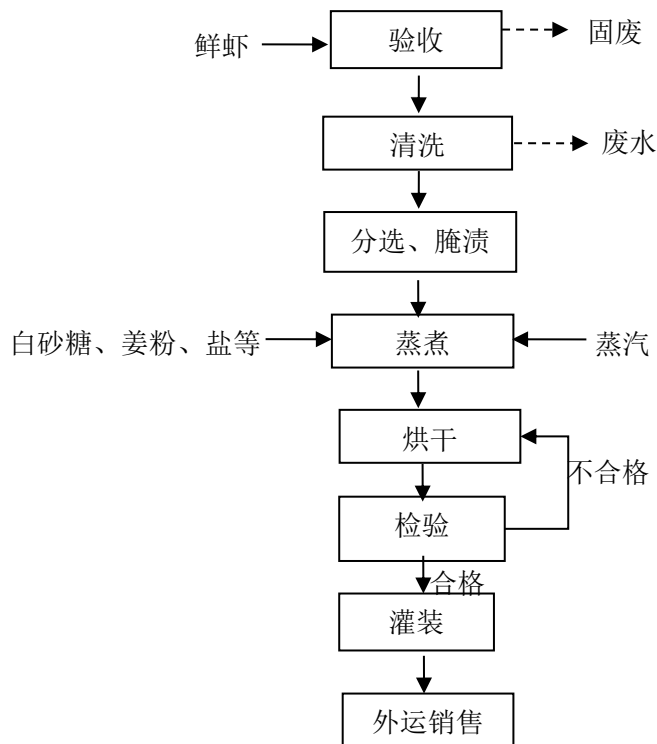 鲜虾
验收
固废
清洗
废水
分选、腌渍
白砂糖、姜粉、盐等
蒸煮
蒸汽
烘干
不合格
检验
合格
灌装
外运销售